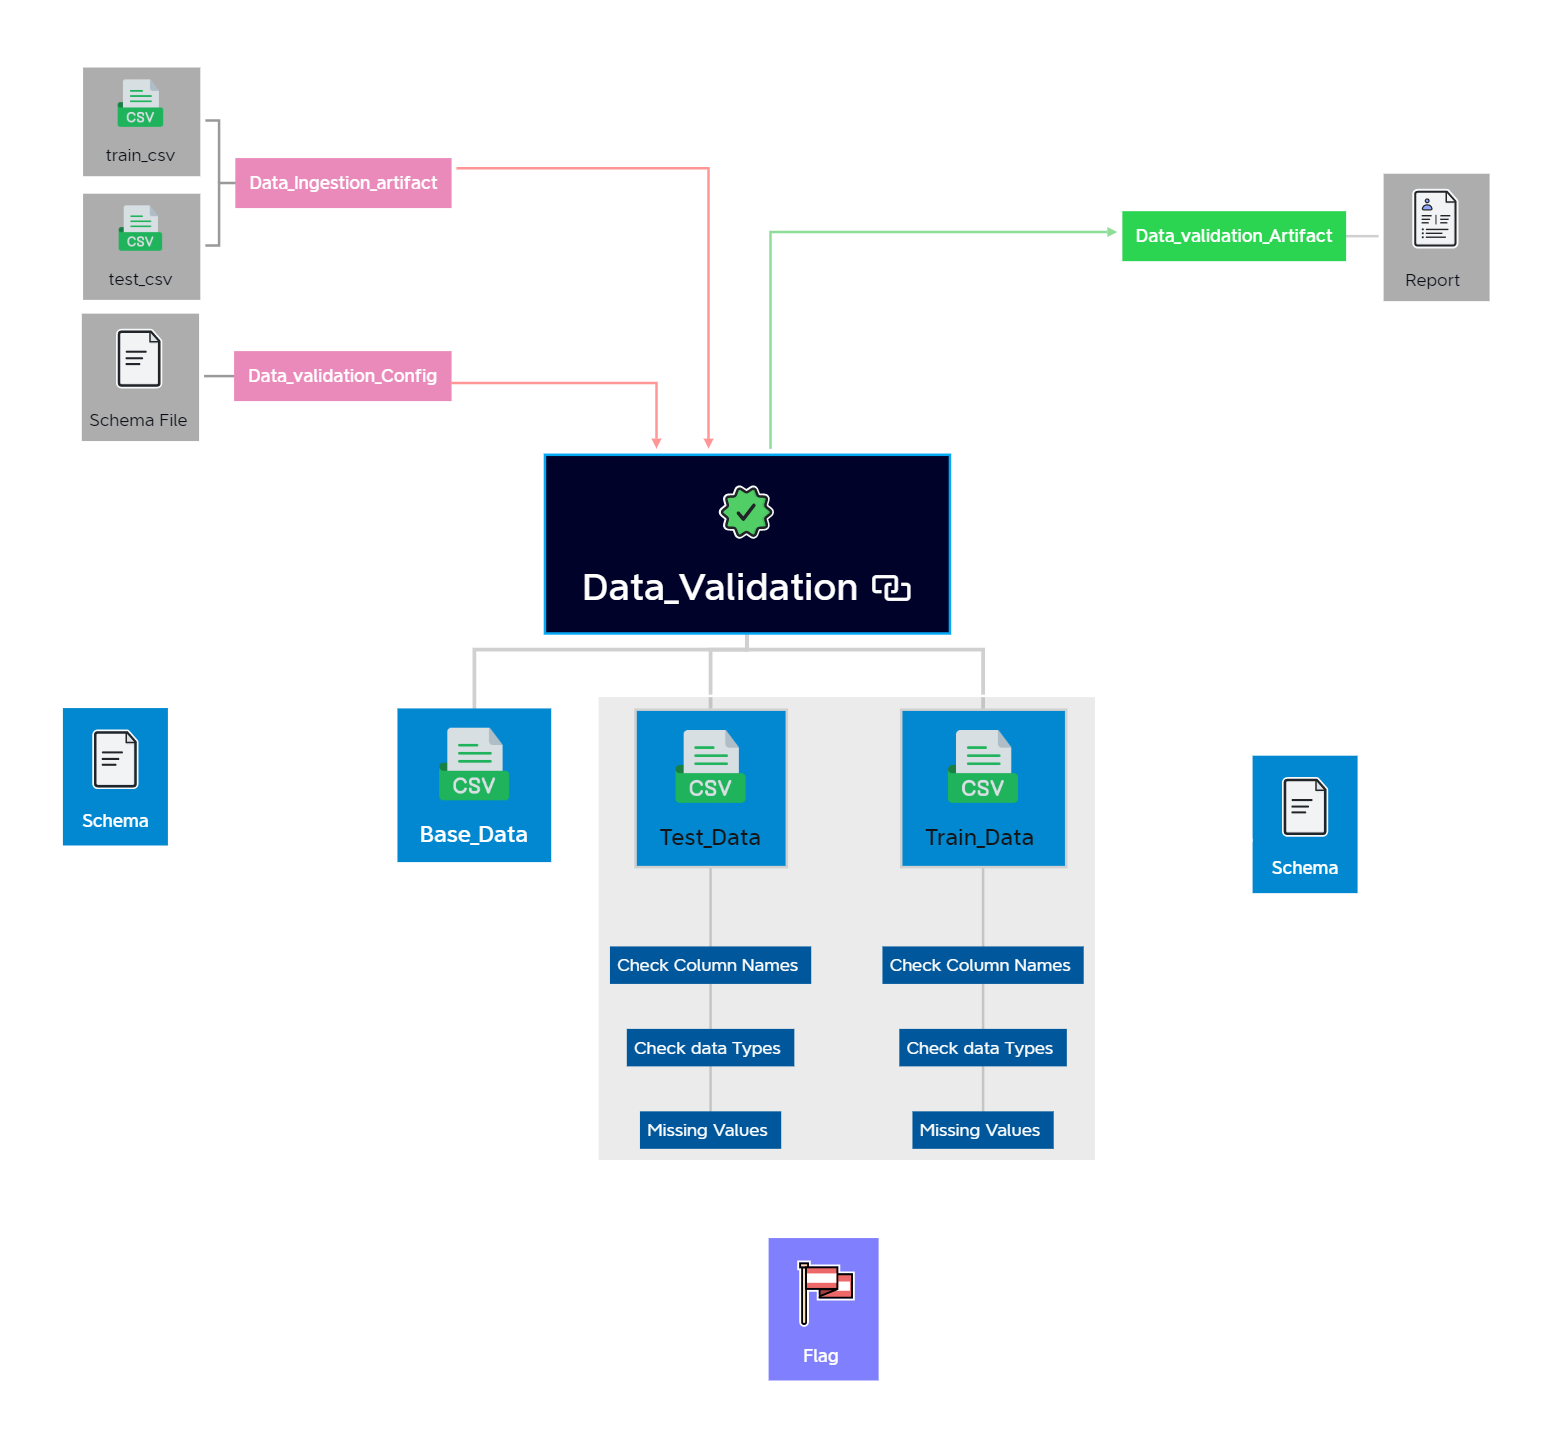 CSV
train_csv
CSV
test_csv
Schema File
Data_Ingestion_artifact
Data_validation_Config
Data_validation_Artifact
Report
Data_Validation
Schema
CSV
Base_Data
CSV
Test_Data
CSV
Train_Data
Schema
Check Column Names
Check Column Names
Check data Types
Check data Types
Missing Values
Missing Values
Flag